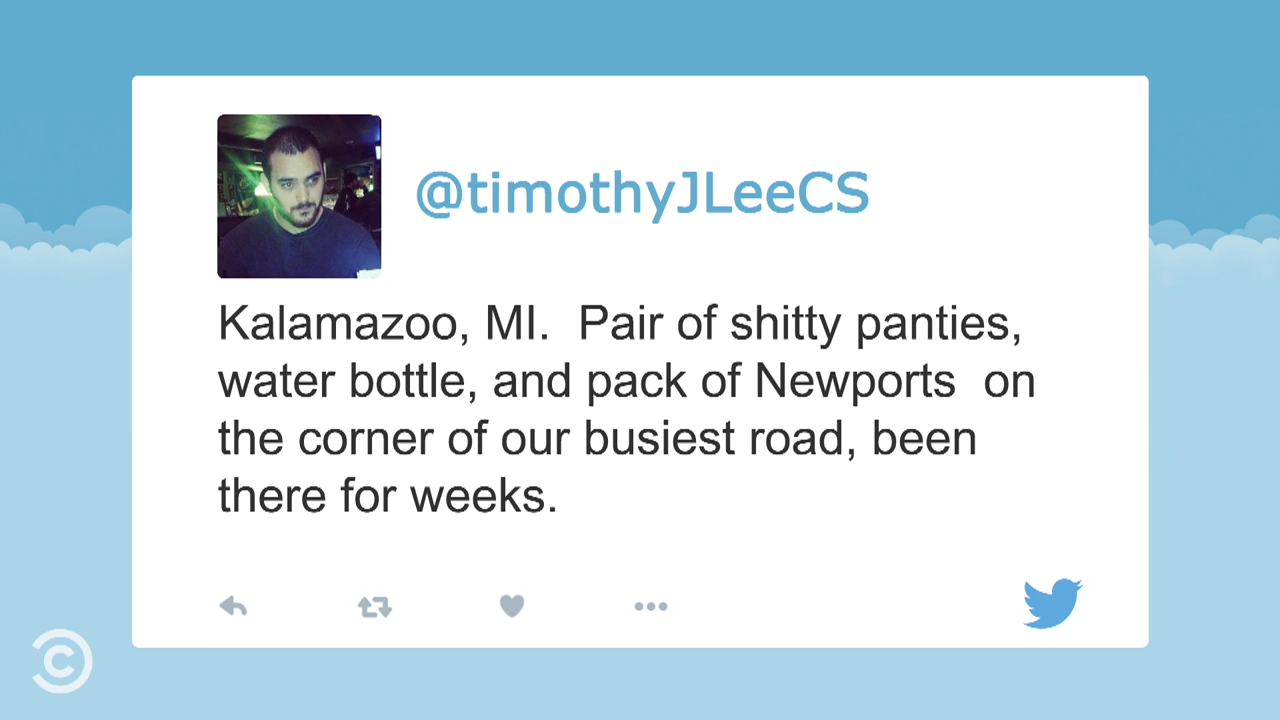 @timothyJLeeCS
Kalamazoo, MI.  Pair of shitty panties,
water bottle, and pack of Newports  on
the corner of our busiest road, been
there for weeks.